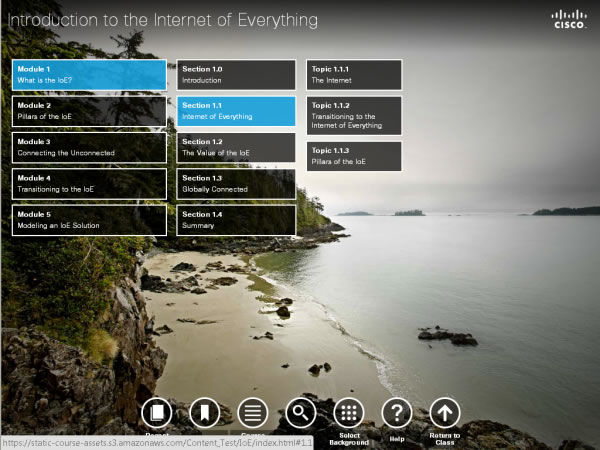 Introduction to the Internet of Everything
CISCO
Module 1
What is the IoE?
Module 2
Pillars of the IoE
Module 3
Connecting the Unconnected
Module 4
Transitioning to the IoE
Module 5
Modeling an IoE Solution
Section 1.0
Introduction
Section 1.1
Internet of Everything
Section 1.2
The Value of the IoE
Section 1.3
Globally Connected
Section 1.4
Summary
Topic 1.1.1
The Internet
Topic 1.1.2
Transitioning to the
Internet of Everything
Topic 1.1.3
Pillars of the IoE
?
Select
Background
Help
Return to
Class
https://static-course-assets.s3.amazonaws.com/Content_Test/IoE/index.html#1.1